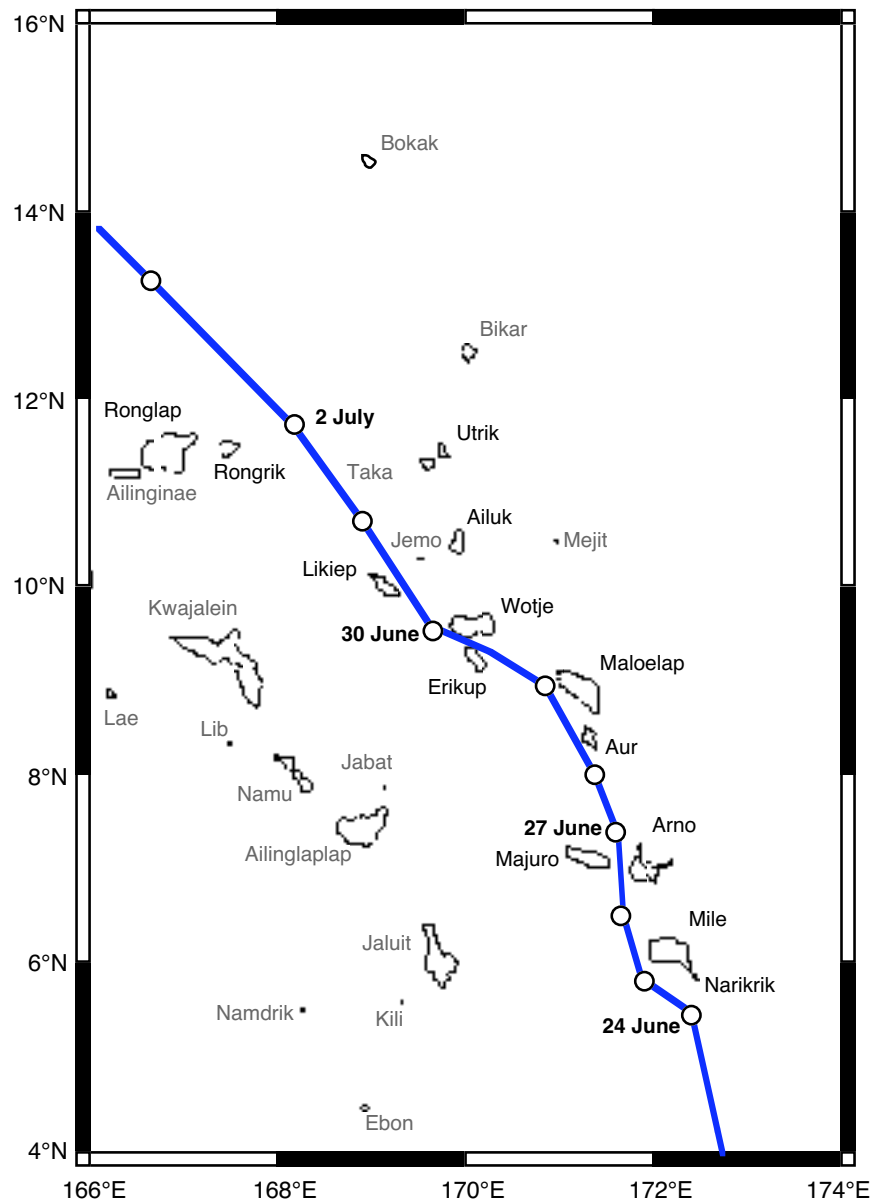 16°N
Bokak
14°N
Bikar
12°N
Ronglap
2 July
Utrik
Rongrik
Taka
Ailinginae
Ailuk
Jemo
Mejit
Likiep
10°N
Kwajalein
Wotje
30 June
Maloelap
Erikup
Lae
Lib
Aur
Jabat
8°N
Namu
27 June
Arno
Ailinglaplap
Majuro
Mile
Jaluit
6°N
Narikrik
Namdrik
Kili
24 June
Ebon
4°N
166°E
168°E
170°E
172°E
174°E